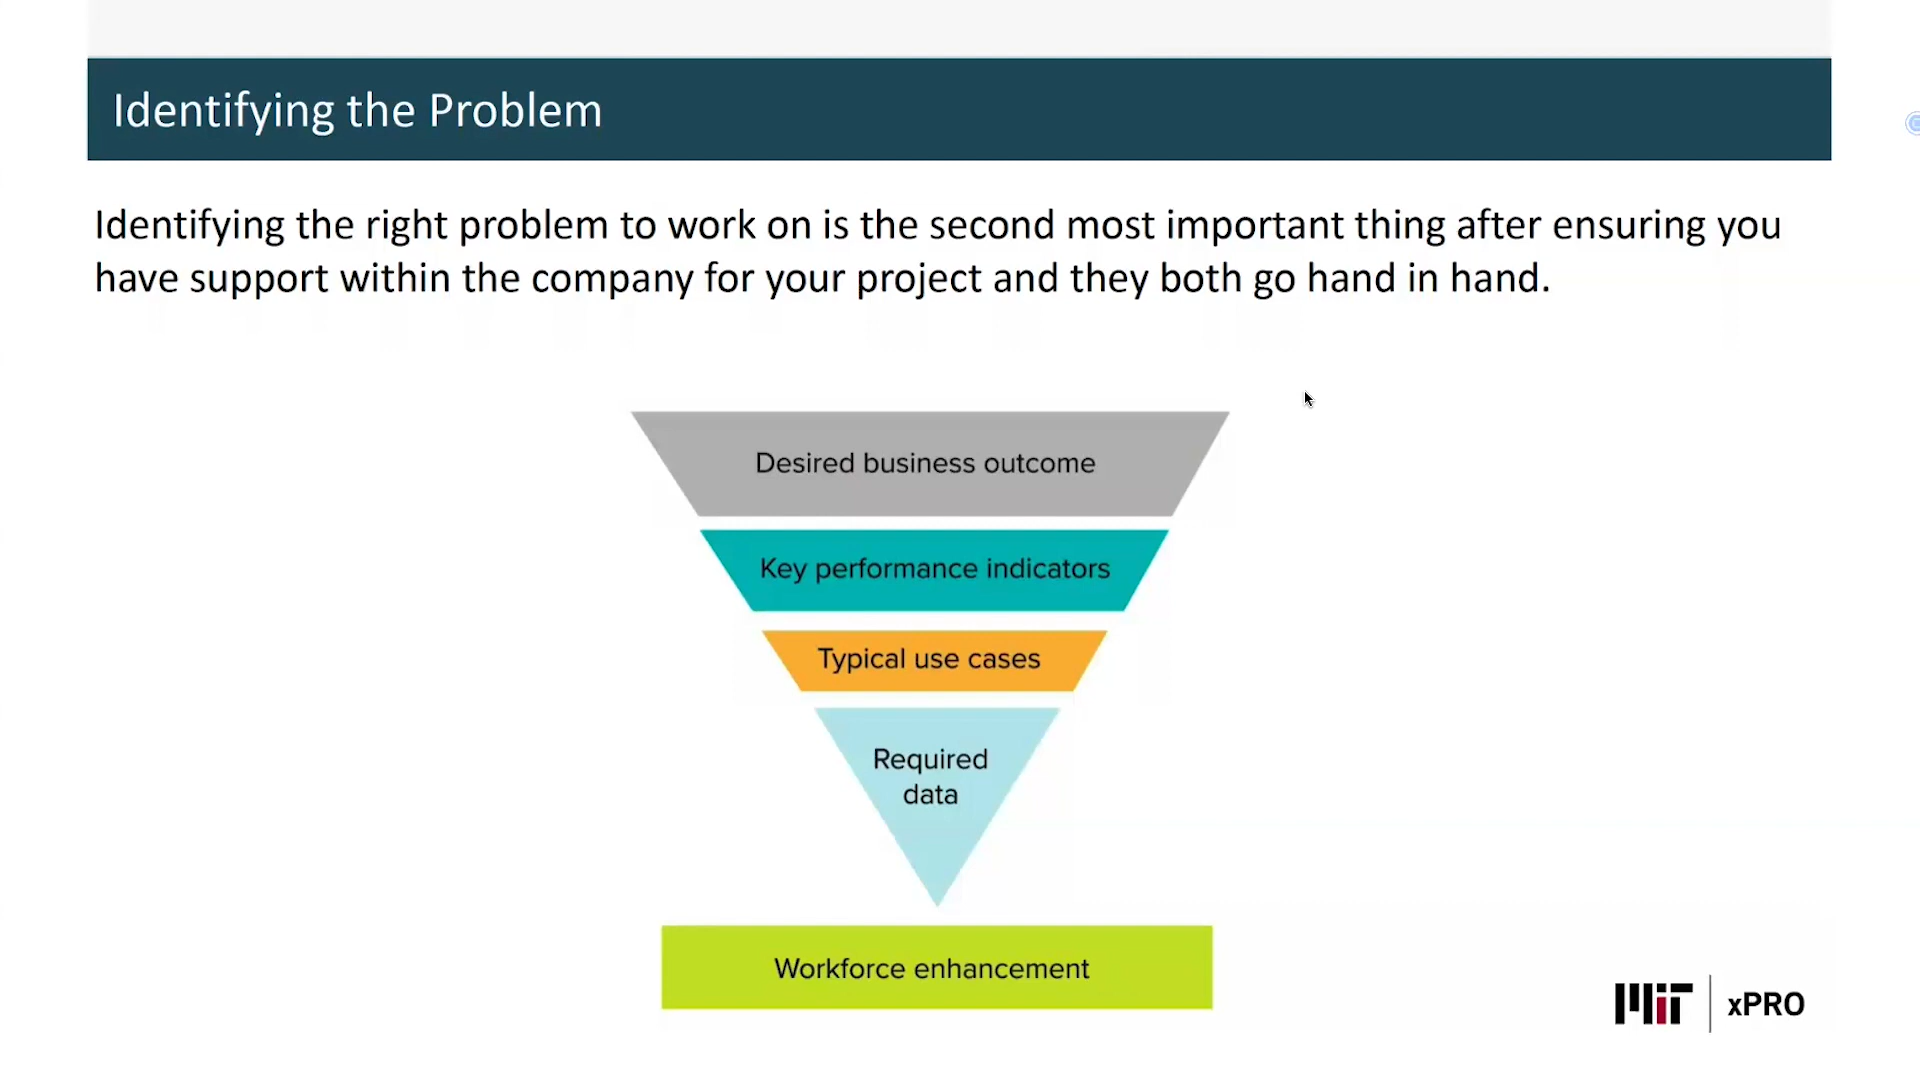 Identifying the Problem
Identifying the right problem to work on is the second most important thing after ensuring you
have support within the company for your project and they both go hand in hand.
Desired business outcome
Key performance indicators
Typical use cases
Required
data
Workforce enhancement
MIT xPRO